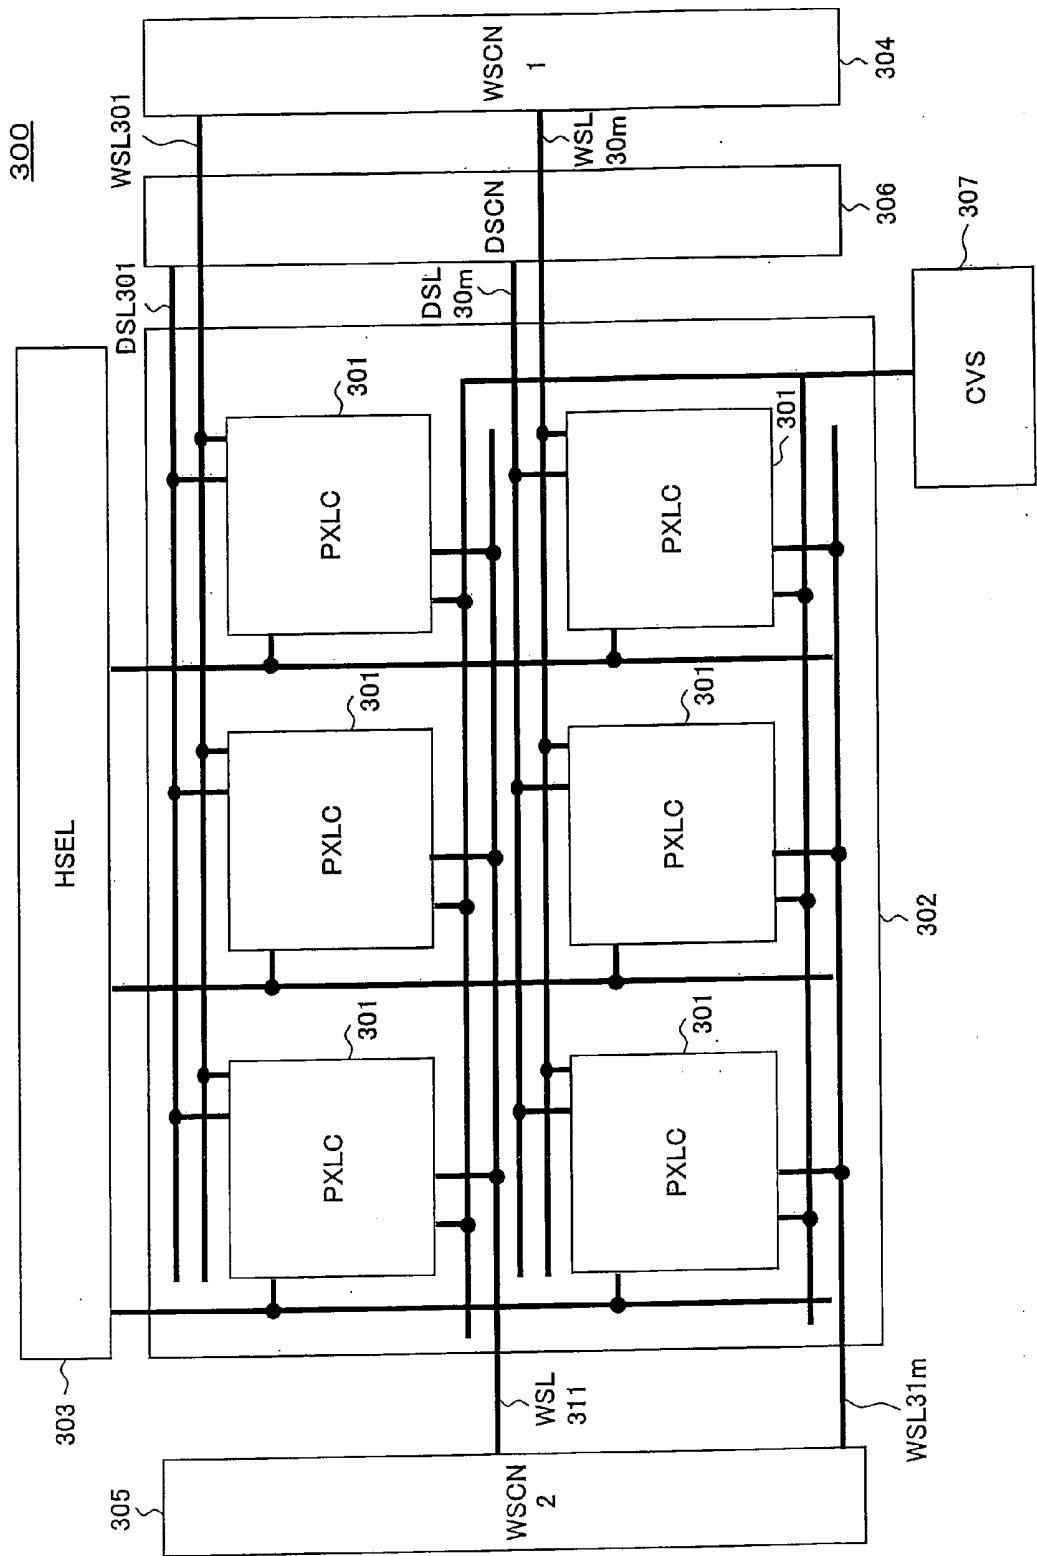 300
HSEL
303
WSL301
DSL301
WSCN
1
304
DSCN
306
DSL
30m
WSL
30m
301
301
301
PXLC
PXLC
PXLC
301
301
301
PXLC
PXLC
PXLC
302
307
CVS
WSL
311
WSL31m
305
WSCN
2